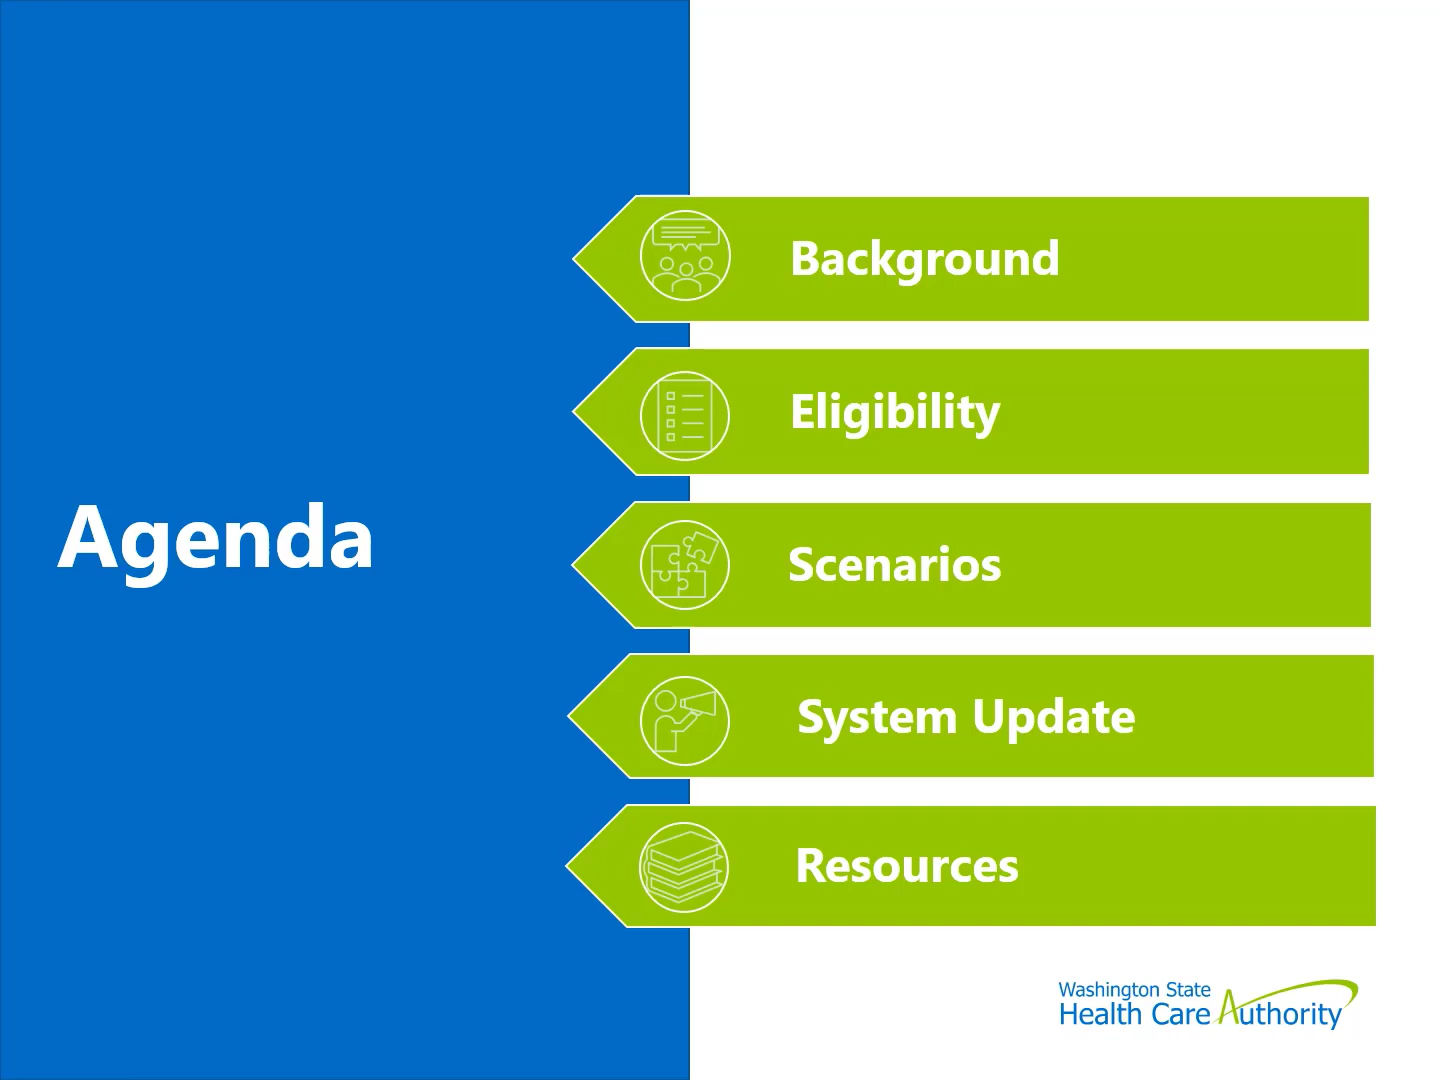 Agenda
Background
Eligibility
Scenarios
System Update
Resources
Washington State
Health Care Authority